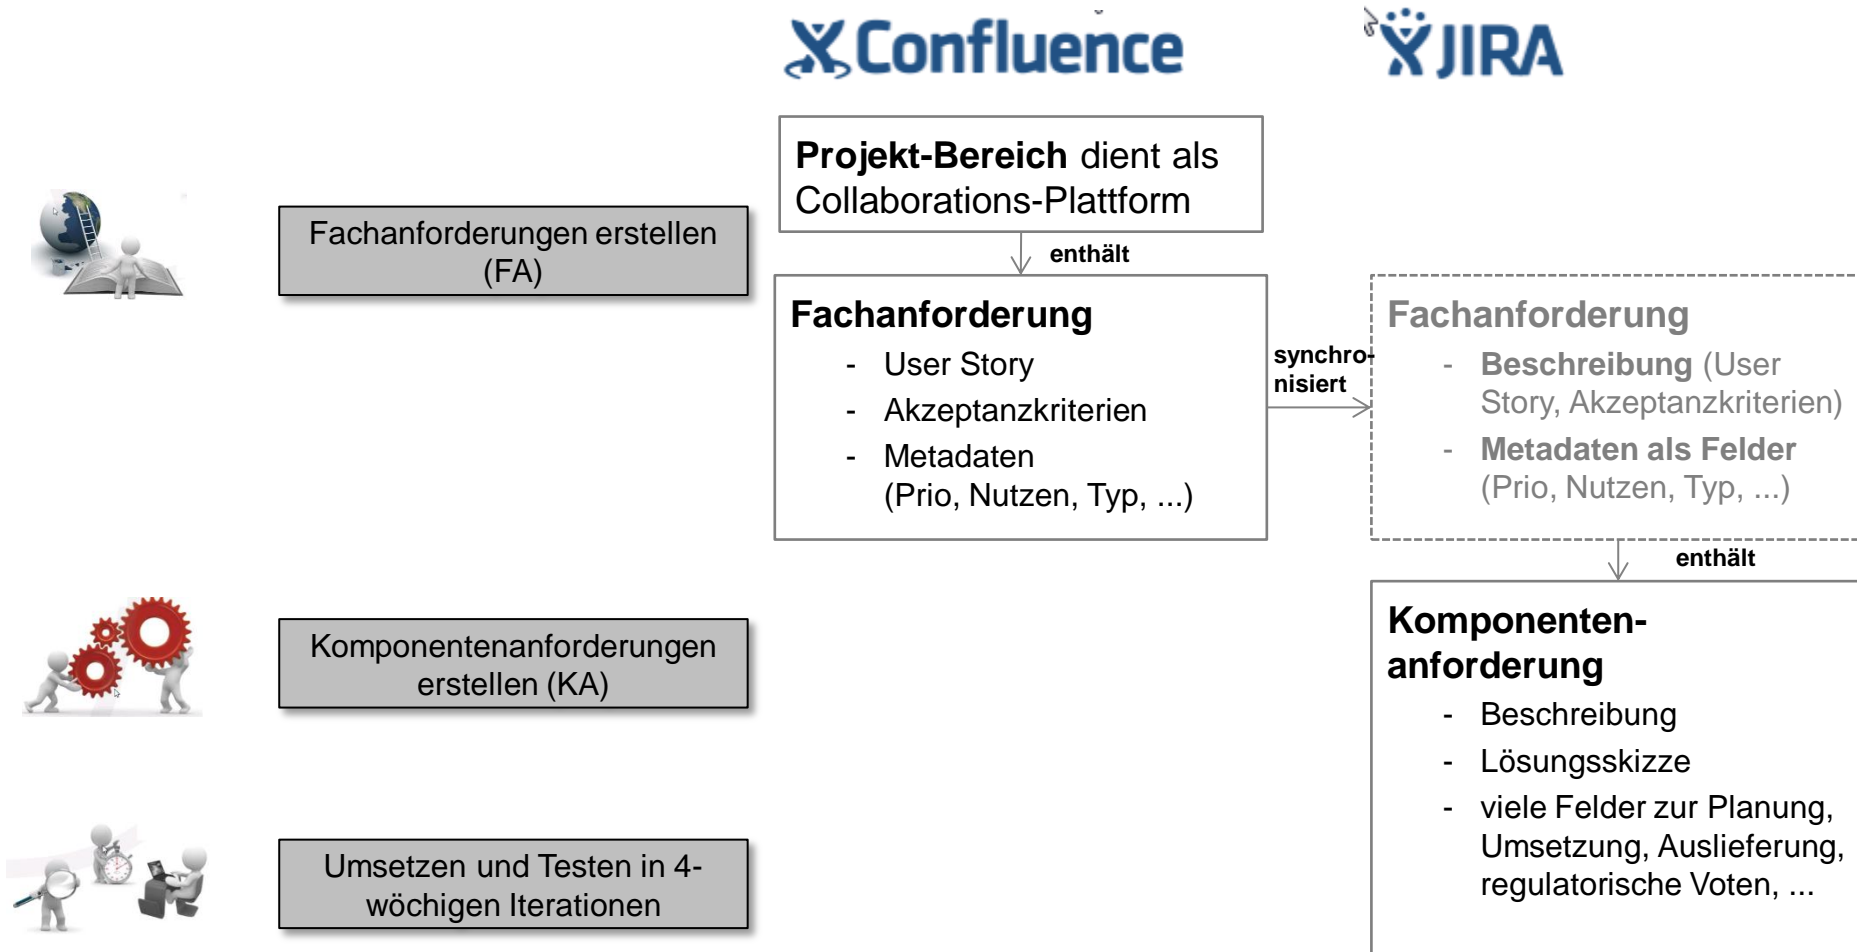 Confluence
JIRA
Projekt-Bereich dient als
Collaborations-Plattform
Fachanforderungen erstellen
(FA)
enthält
Fachanforderung
- User Story
- Akzeptanzkriterien
- Metadaten
(Prio, Nutzen, Typ, ...)
synchro-
nisiert
Fachanforderung
- Beschreibung (User
Story, Akzeptanzkriterien)
- Metadaten als Felder
(Prio, Nutzen, Typ, ...)
enthält
Komponentenanforderungen
erstellen (KA)
Komponenten-
anforderung
- Beschreibung
- Lösungsskizze
- viele Felder zur Planung,
Umsetzung, Auslieferung,
regulatorische Voten, ...
Umsetzen und Testen in 4-
wöchigen Iterationen